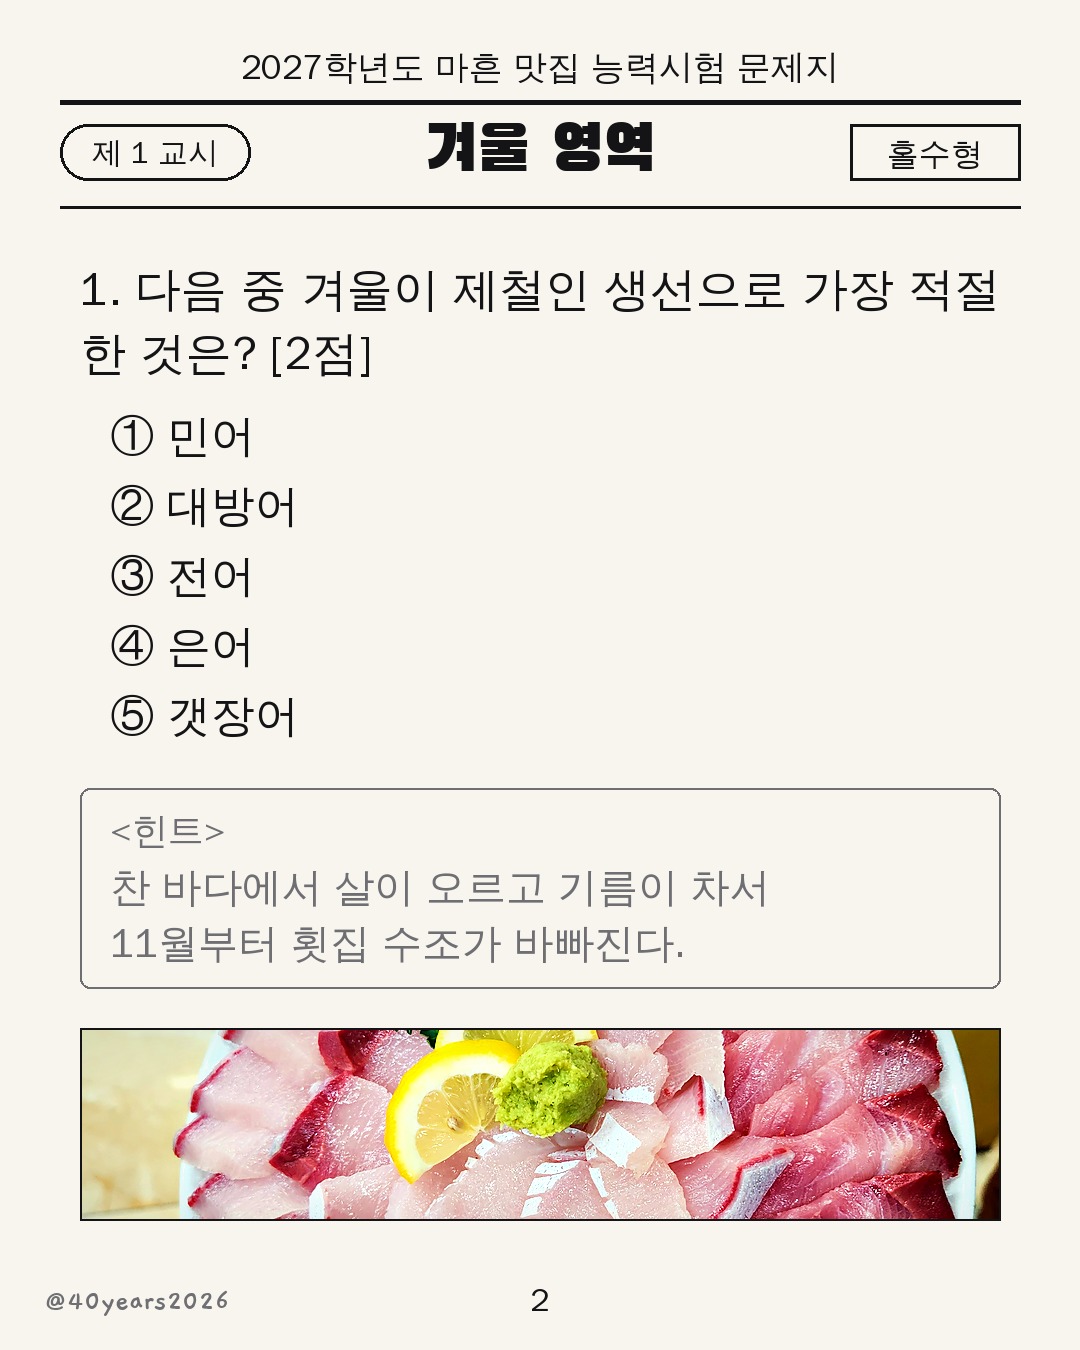 2027학년도 마흔 맛집 능력시험 문제지
제 1 교시
겨울 영역
홀수형
1. 다음 중 겨울이 제철인 생선으로 가장 적절
한 것은? [2점]
① 민어
② 대방어
③ 전어
④ 은어
⑤ 갯장어
<힌트>
찬 바다에서 살이 오르고 기름이 차서
11월부터 횟집 수조가 바빠진다.
@40years2026
2